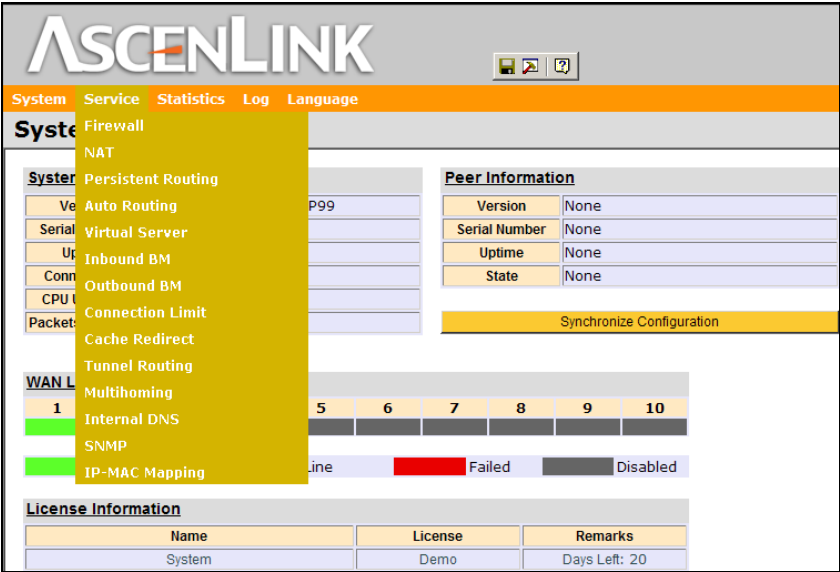 ASCENLINK
System Service Statistics Log Language
Syste
Firewall
NAT
Persistent Routing
Auto Routing
Virtual Server
Inbound BM
Outbound BM
Connection Limit
Cache Redirect
Tunnel Routing
Multihoming
Internal DNS
SNMP
IP-MAC Mapping
System
Ve P99
Serial
Up
Conn
CPU U
Packets
Peer Information
Version None
Serial Number None
Uptime None
State None
Synchronize Configuration
WAN L
1 5 6 7 8 9 10
Line Failed Disabled
License Information
Name License Remarks
System Demo Days Left: 20